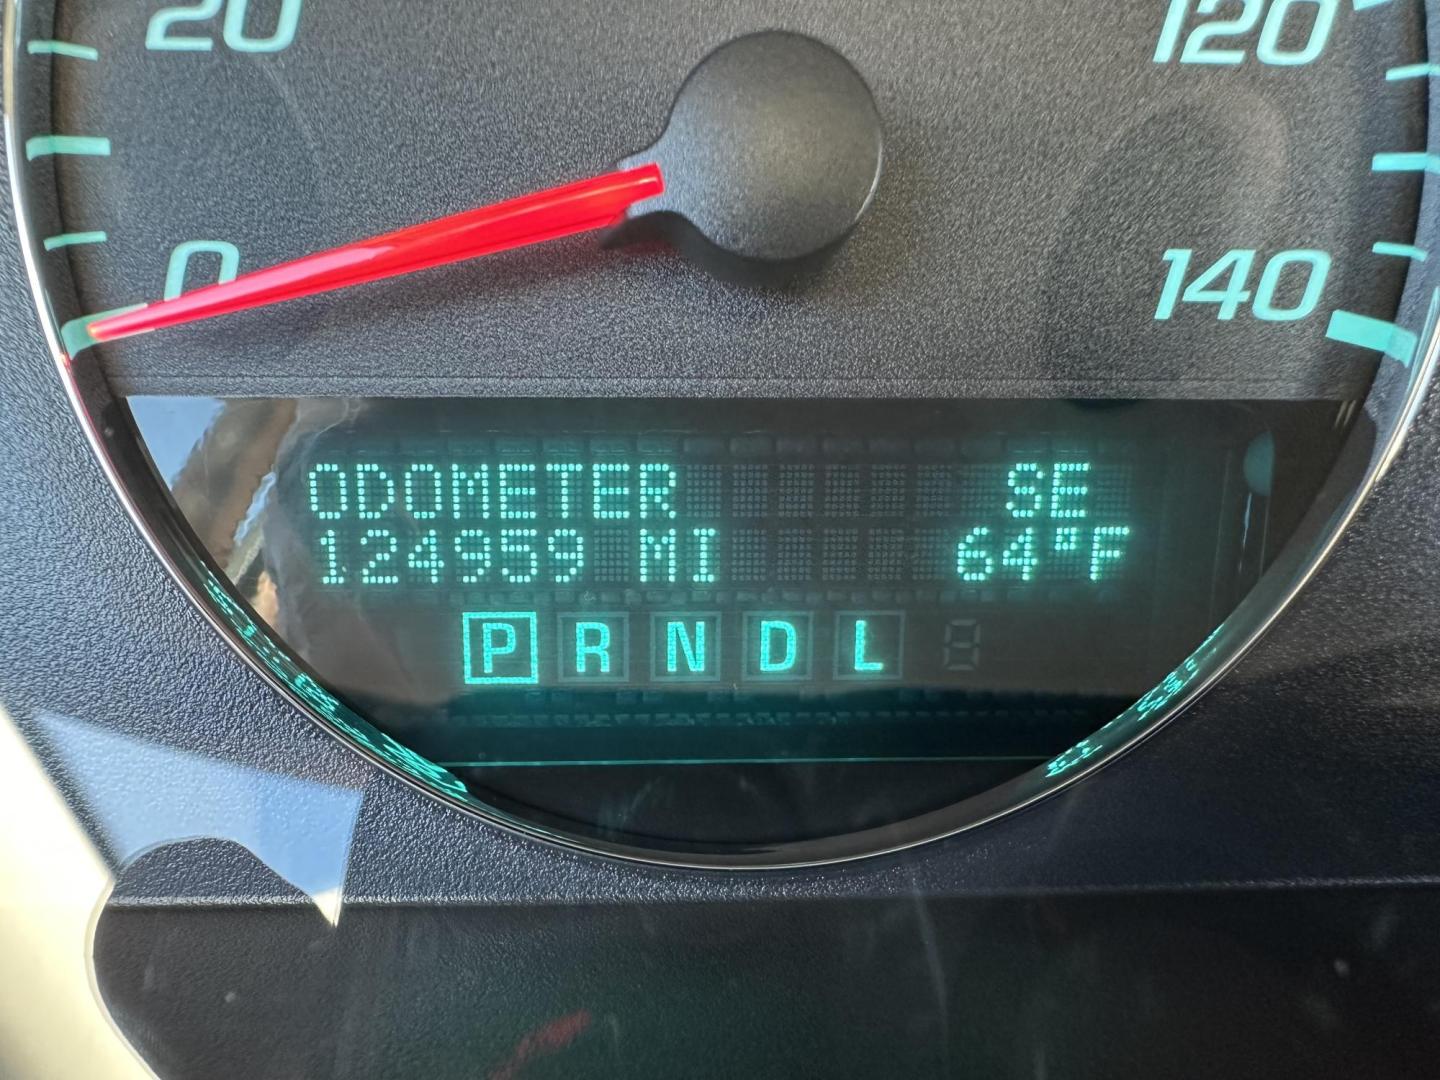 20
120
0
140
ODOMETER SE
124959 MI 64°F
P R N D L